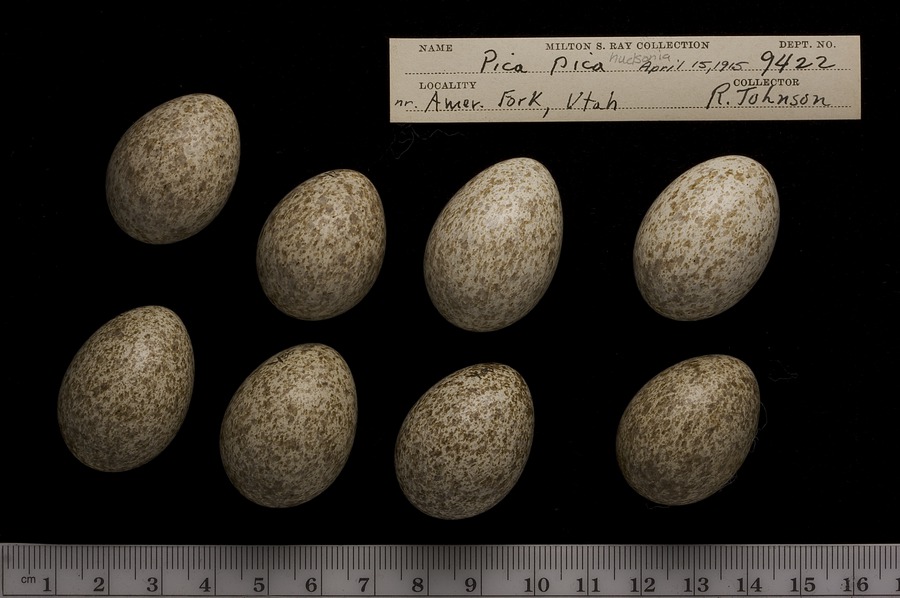 NAME MILTON S. RAY COLLECTION DEPT. NO.
Pica pica hudsonia April 15, 1915 9422
LOCALITY COLLECTOR
nr. Amer. Fork, Utah R. Johnson
cm 1 2 3 4 5 6 7 8 9 10 11 12 13 14 15 16 1